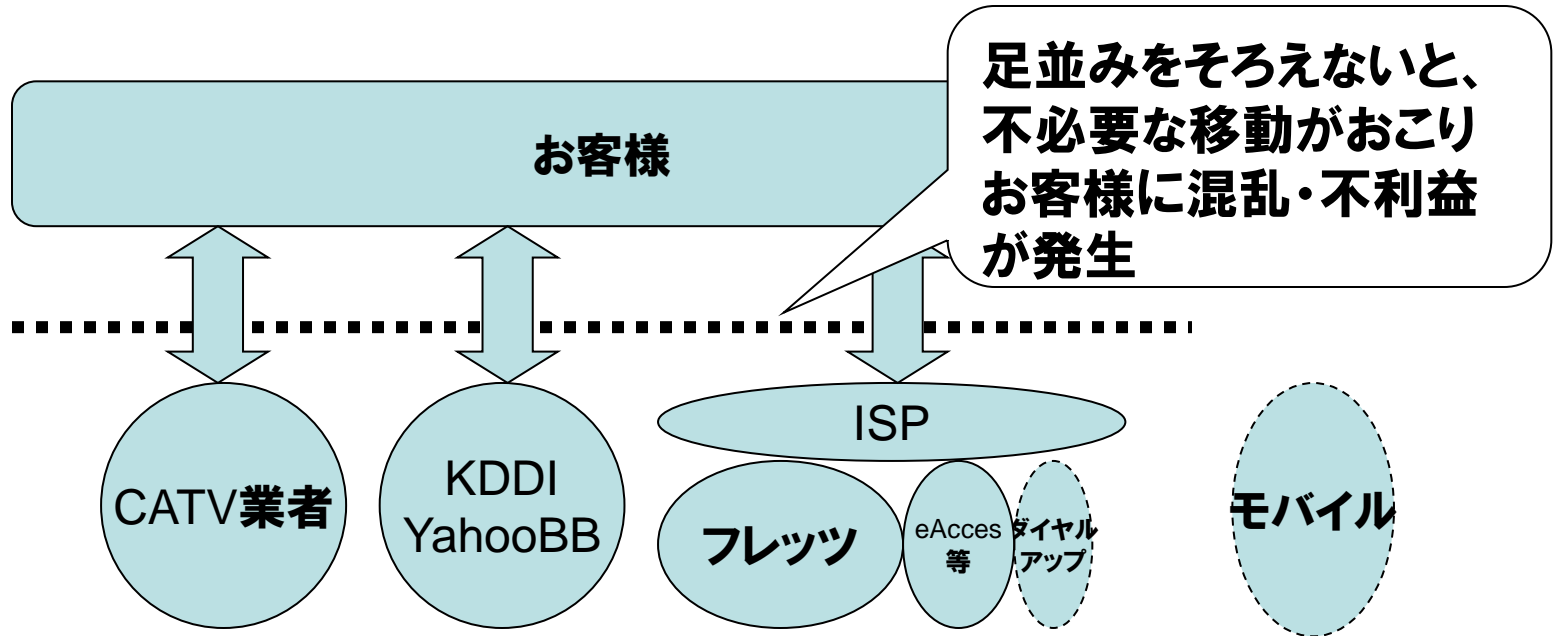 足並みをそろえないと、
不必要な移動がおこり
お客様に混乱・不利益
が発生
お客様
CATV業者
KDDI
YahooBB
ISP
フレッツ
eAcces
等
ダイヤル
アップ
モバイル